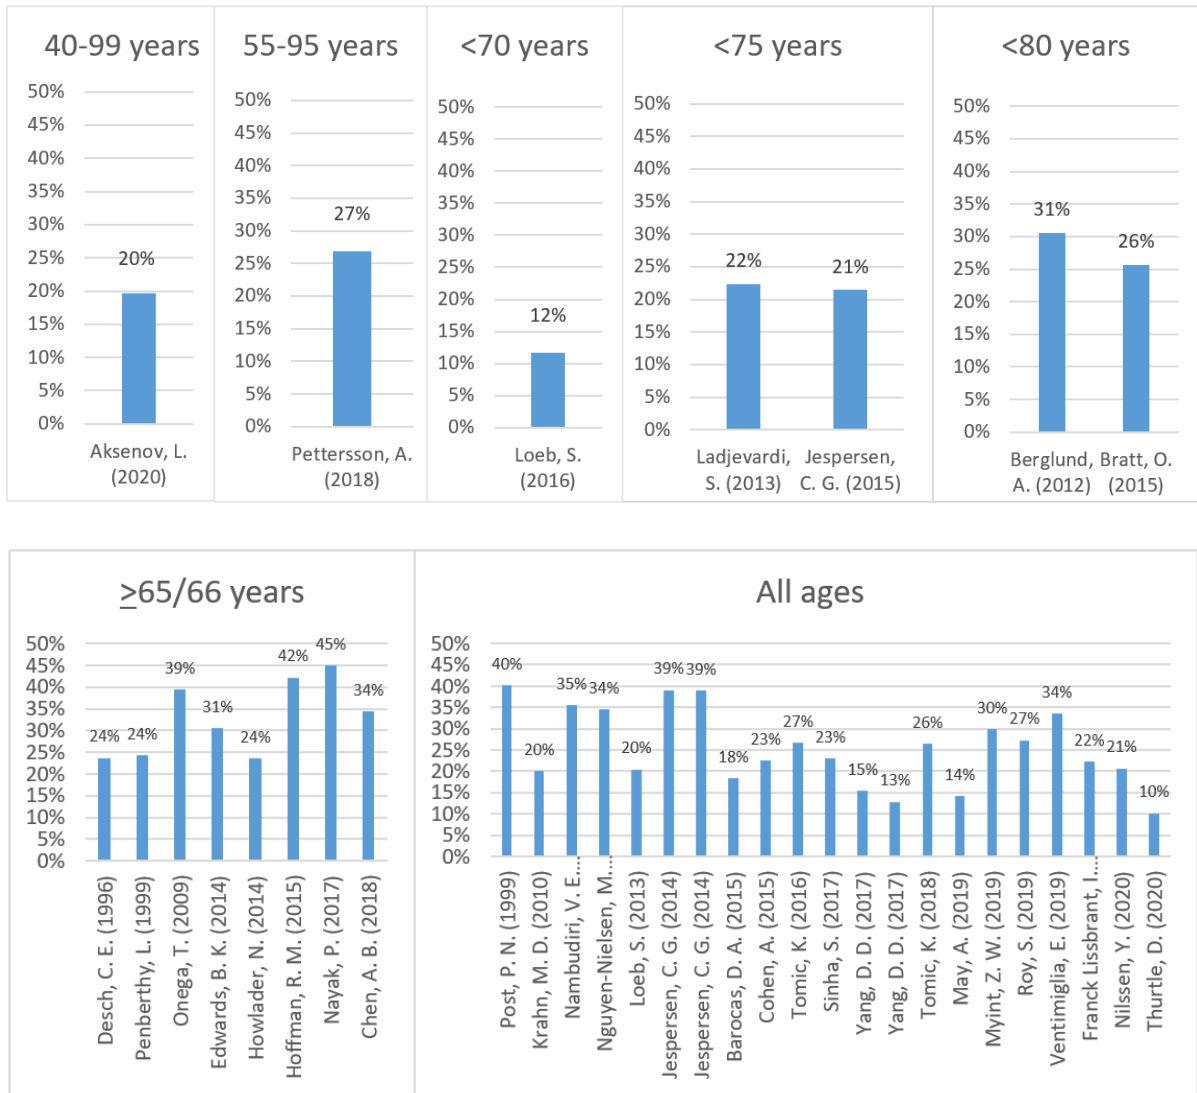 40-99 years
50%
45%
40%
35%
30%
25%
20%
15%
10%
5%
0%
20%
Aksenov, L.
(2020)
55-95 years
50%
45%
40%
35%
30%
25%
20%
15%
10%
5%
0%
27%
Pettersson, A.
(2018)
<70 years
50%
45%
40%
35%
30%
25%
20%
15%
10%
5%
0%
12%
Loeb, S.
(2016)
<75 years
50%
45%
40%
35%
30%
25%
20%
15%
10%
5%
0%
22%
21%
Ladjevardi,
S. (2013)
Jespersen,
C. G. (2015)
<80 years
50%
45%
40%
35%
30%
25%
20%
15%
10%
5%
0%
31%
26%
Berglund,
A. (2012)
Bratt, O.
(2015)
≥65/66 years
50%
45%
40%
35%
30%
25%
20%
15%
10%
5%
0%
24%
24%
39%
31%
24%
42%
45%
34%
Desch, C. E. (1996)
Penberthy, L. (1999)
Onega, T. (2009)
Edwards, B. K. (2014)
Howlader, N. (2014)
Hoffman, R. M. (2015)
Nayak, P. (2017)
Chen, A. B. (2018)
All ages
50%
45%
40%
35%
30%
25%
20%
15%
10%
5%
0%
40%
20%
35%
34%
20%
39%
39%
18%
23%
27%
23%
15%
13%
26%
14%
30%
27%
34%
22%
21%
10%
Post, P. N. (1999)
Krahn, M. D. (2010)
Nambudiri, V. E....
Nguyen-Nielsen, M....
Loeb, S. (2013)
Jespersen, C. G. (2014)
Jespersen, C. G. (2014)
Barocas, D. A. (2015)
Cohen, A. (2015)
Tomic, K. (2016)
Sinha, S. (2017)
Yang, D. D. (2017)
Yang, D. D. (2017)
Tomic, K. (2018)
May, A. (2019)
Myint, Z. W. (2019)
Roy, S. (2019)
Ventimiglia, E. (2019)
Franck Lissbrant, I....
Nilssen, Y. (2020)
Thurtle, D. (2020)